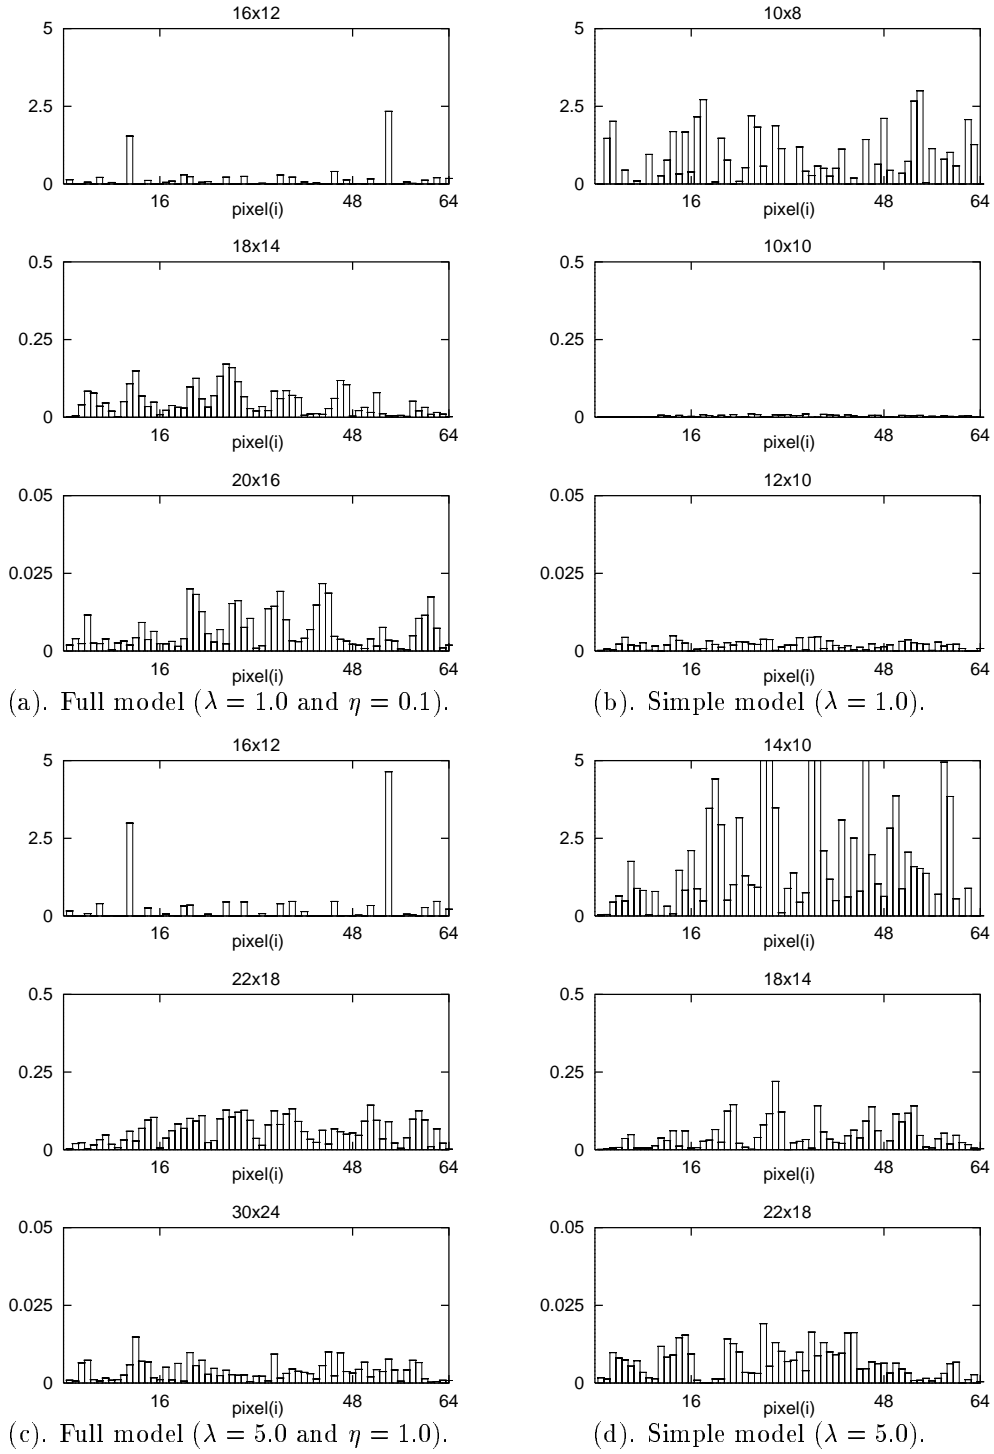 16x12
5
2.5
0
16
48
64
pixel(i)
18x14
0.5
0.25
0
16
48
64
pixel(i)
20x16
0.05
0.025
0
16
48
64
pixel(i)
(a). Full model (λ = 1.0 and η = 0.1).
10x8
5
2.5
0
16
48
64
pixel(i)
10x10
0.5
0.25
0
16
48
64
pixel(i)
12x10
0.05
0.025
0
16
48
64
pixel(i)
(b). Simple model (λ = 1.0).
16x12
5
2.5
0
16
48
64
pixel(i)
22x18
0.5
0.25
0
16
48
64
pixel(i)
30x24
0.05
0.025
0
16
48
64
pixel(i)
(c). Full model (λ = 5.0 and η = 1.0).
14x10
5
2.5
0
16
48
64
pixel(i)
18x14
0.5
0.25
0
16
48
64
pixel(i)
22x18
0.05
0.025
0
16
48
64
pixel(i)
(d). Simple model (λ = 5.0).